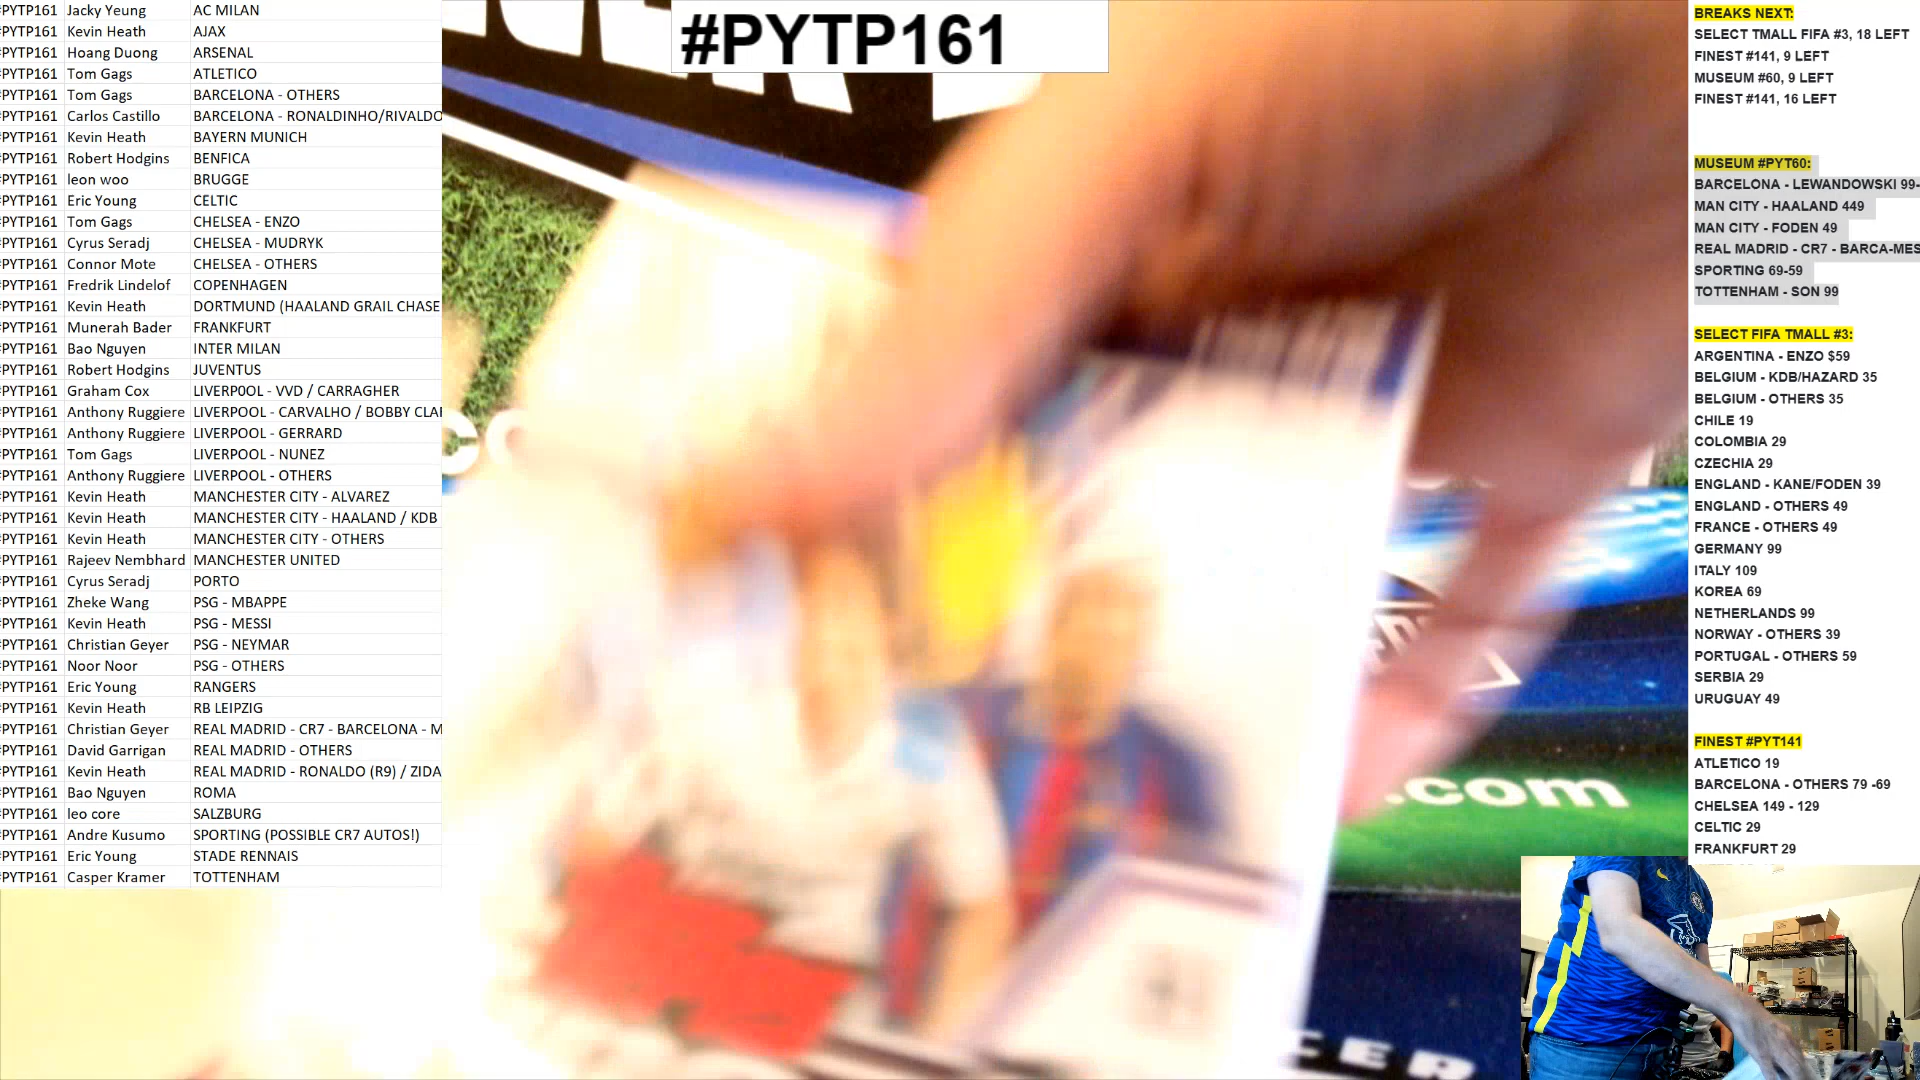 #PYTP161
#PYTP161 Jacky Yeung AC MILAN
#PYTP161 Kevin Heath AJAX
#PYTP161 Hoang Duong ARSENAL
#PYTP161 Tom Gags ATLETICO
#PYTP161 Tom Gags BARCELONA - OTHERS
#PYTP161 Carlos Castillo BARCELONA - RONALDINHO/RIVALDO
#PYTP161 Kevin Heath BAYERN MUNICH
#PYTP161 Robert Hodgins BENFICA
#PYTP161 leon woo BRUGGE
#PYTP161 Eric Young CELTIC
#PYTP161 Tom Gags CHELSEA - ENZO
#PYTP161 Cyrus Seradj CHELSEA - MUDRYK
#PYTP161 Connor Mote CHELSEA - OTHERS
#PYTP161 Fredrik Lindelof COPENHAGEN
#PYTP161 Kevin Heath DORTMUND (HAALAND GRAIL CHASE
#PYTP161 Munerah Bader FRANKFURT
#PYTP161 Bao Nguyen INTER MILAN
#PYTP161 Robert Hodgins JUVENTUS
#PYTP161 Graham Cox LIVERP0OL - VVD / CARRAGHER
#PYTP161 Anthony Ruggiere LIVERPOOL - CARVALHO / BOBBY CLA
#PYTP161 Anthony Ruggiere LIVERPOOL - GERRARD
#PYTP161 Tom Gags LIVERPOOL - NUNEZ
#PYTP161 Anthony Ruggiere LIVERPOOL - OTHERS
#PYTP161 Kevin Heath MANCHESTER CITY - ALVAREZ
#PYTP161 Kevin Heath MANCHESTER CITY - HAALAND / KDB
#PYTP161 Kevin Heath MANCHESTER CITY - OTHERS
#PYTP161 Rajeev Nembhard MANCHESTER UNITED
#PYTP161 Cyrus Seradj PORTO
#PYTP161 Zheke Wang PSG - MBAPPE
#PYTP161 Kevin Heath PSG - MESSI
#PYTP161 Christian Geyer PSG - NEYMAR
#PYTP161 Noor Noor PSG - OTHERS
#PYTP161 Eric Young RANGERS
#PYTP161 Kevin Heath RB LEIPZIG
#PYTP161 Christian Geyer REAL MADRID - CR7 - BARCELONA - M
#PYTP161 David Garrigan REAL MADRID - OTHERS
#PYTP161 Kevin Heath REAL MADRID - RONALDO (R9) / ZIDA
#PYTP161 Bao Nguyen ROMA
#PYTP161 leo core SALZBURG
#PYTP161 Andre Kusumo SPORTING (POSSIBLE CR7 AUTOS!)
#PYTP161 Eric Young STADE RENNAIS
#PYTP161 Casper Kramer TOTTENHAM
.com
CER
BREAKS NEXT:
SELECT TMALL FIFA #3, 18 LEFT
FINEST #141, 9 LEFT
MUSEUM #60, 9 LEFT
FINEST #141, 16 LEFT
MUSEUM #PYT60:
BARCELONA - LEWANDOWSKI 99-
MAN CITY - HAALAND 449
MAN CITY - FODEN 49
REAL MADRID - CR7 - BARCA-MES
SPORTING 69-59
TOTTENHAM - SON 99
SELECT FIFA TMALL #3:
ARGENTINA - ENZO $59
BELGIUM - KDB/HAZARD 35
BELGIUM - OTHERS 35
CHILE 19
COLOMBIA 29
CZECHIA 29
ENGLAND - KANE/FODEN 39
ENGLAND - OTHERS 49
FRANCE - OTHERS 49
GERMANY 99
ITALY 109
KOREA 69
NETHERLANDS 99
NORWAY - OTHERS 39
PORTUGAL - OTHERS 59
SERBIA 29
URUGUAY 49
FINEST #PYT141
ATLETICO 19
BARCELONA - OTHERS 79 -69
CHELSEA 149 - 129
CELTIC 29
FRANKFURT 29